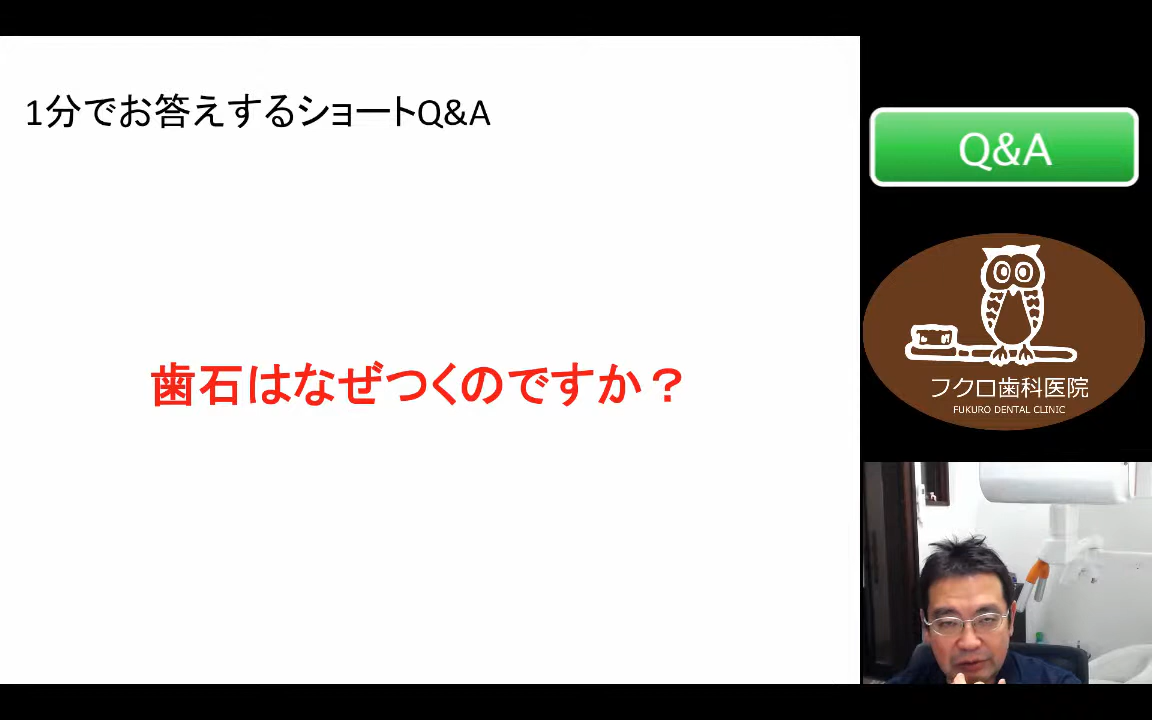 1分でお答えするショートQ&A
Q&A
歯石はなぜつくのですか？
フクロ歯科医院
FUKURO DENTAL CLINIC